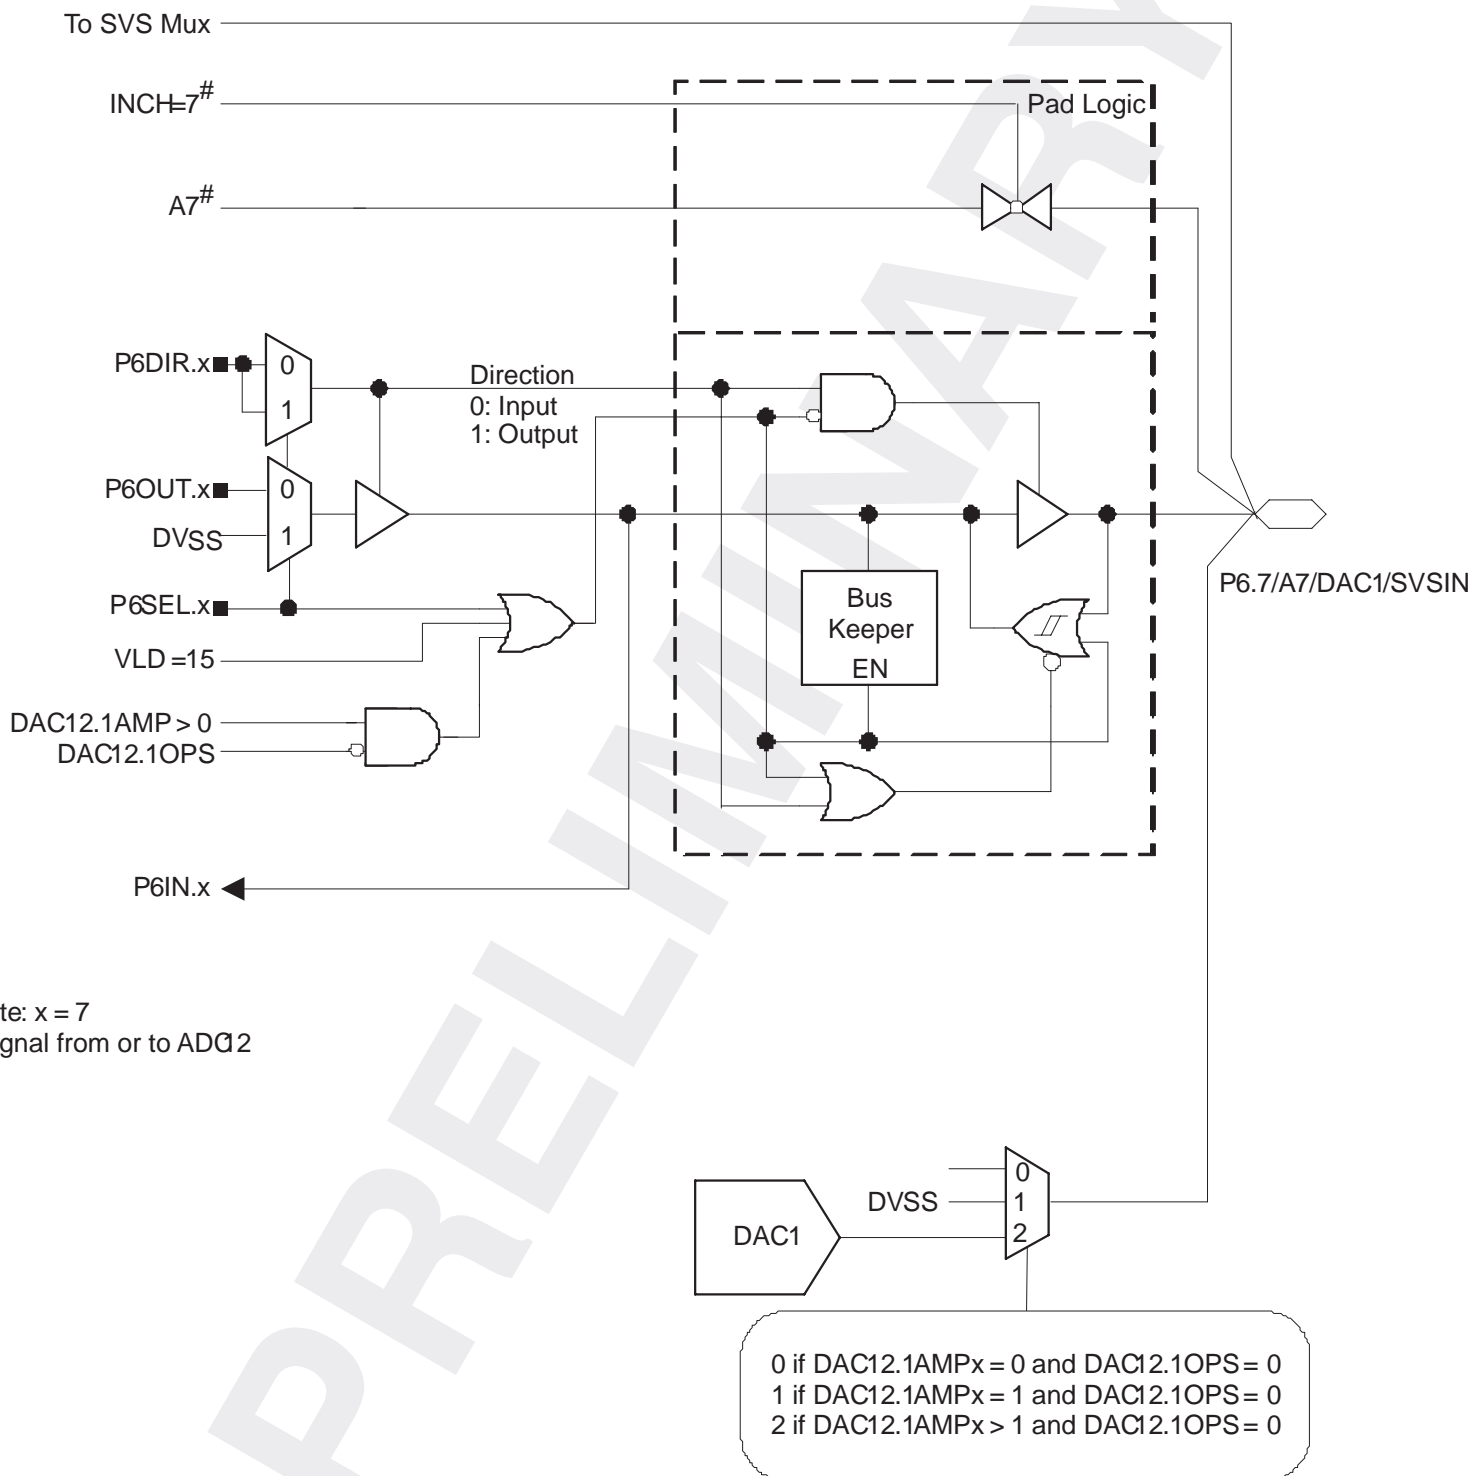 To SVS Mux
INCH=7#
Pad Logic
A7#
P6DIR.x
0
1
Direction
0: Input
1: Output
P6OUT.x
0
DVSS
1
P6SEL.x
VLD =15
DAC12.1AMP > 0
DAC12.1OPS
Bus
Keeper
EN
P6.7/A7/DAC1/SVSIN
P6IN.x
te: x = 7
gnal from or to ADC12
0
DVSS
1
2
DAC1
0 if DAC12.1AMPx = 0 and DAC12.1OPS = 0
1 if DAC12.1AMPx = 1 and DAC12.1OPS = 0
2 if DAC12.1AMPx > 1 and DAC12.1OPS = 0
PRELIMINARY